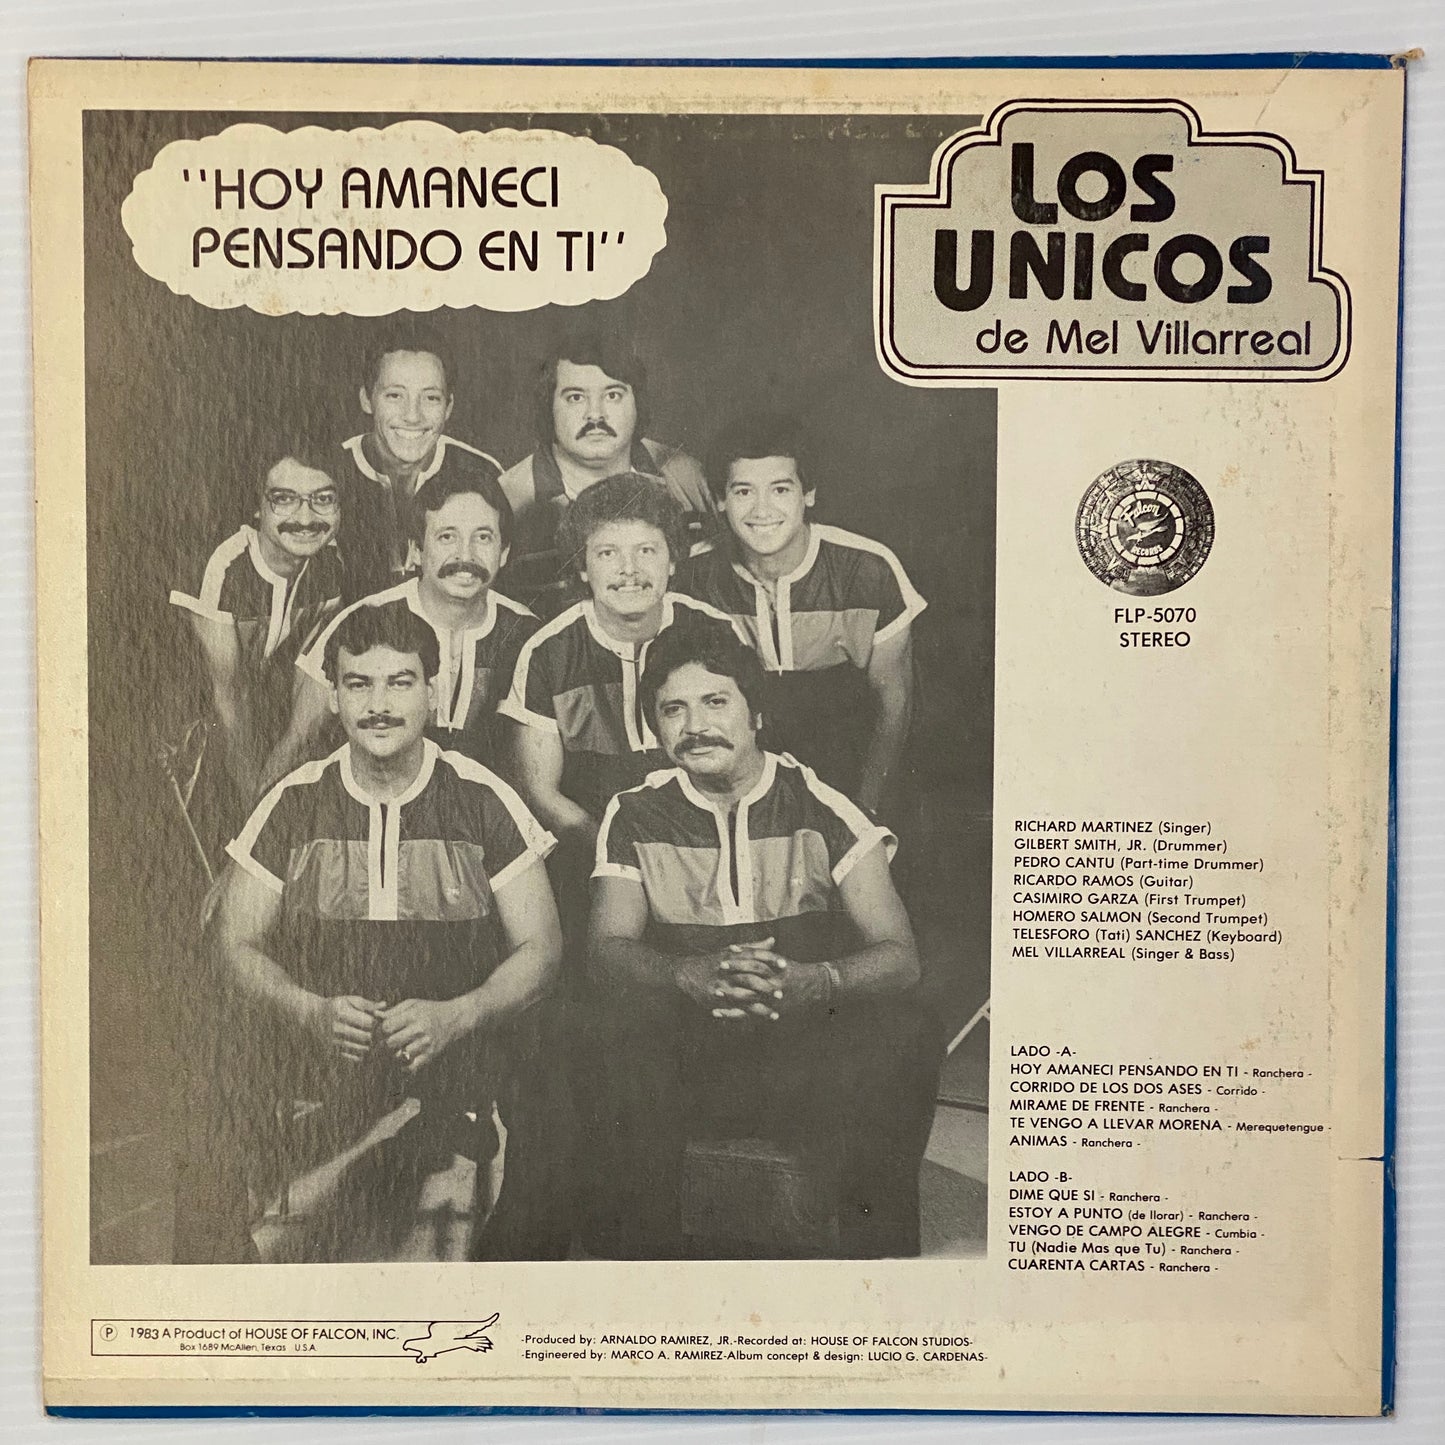 "HOY AMANECI
PENSANDO EN TI"
LOS
UNICOS
de Mel Villarreal
Falcon
RECORDS
FLP-5070
STEREO
RICHARD MARTINEZ (Singer)
GILBERT SMITH, JR. (Drummer)
PEDRO CANTU (Part-time Drummer)
RICARDO RAMOS (Guitar)
CASIMIRO GARZA (First Trumpet)
HOMERO SALMON (Second Trumpet)
TELESFORO (Tati) SANCHEZ (Keyboard)
MEL VILLARREAL (Singer & Bass)
LADO -A-
HOY AMANECI PENSANDO EN TI - Ranchera -
CORRIDO DE LOS DOS ASES - Corrido -
MIRAME DE FRENTE - Ranchera -
TE VENGO A LLEVAR MORENA - Merequetengue -
ANIMAS - Ranchera -
LADO -B-
DIME QUE SI - Ranchera -
ESTOY A PUNTO (de llorar) - Ranchera -
VENGO DE CAMPO ALEGRE - Cumbia -
TU (Nadie Mas que Tu) - Ranchera -
CUARENTA CARTAS - Ranchera -
Ⓟ 1983 A Product of HOUSE OF FALCON, INC.
Box 1689 McAllen, Texas U.S.A.
-Produced by: ARNALDO RAMIREZ, JR.-Recorded at: HOUSE OF FALCON STUDIOS-
-Engineered by: MARCO A. RAMIREZ-Album concept & design: LUCIO G. CARDENAS-